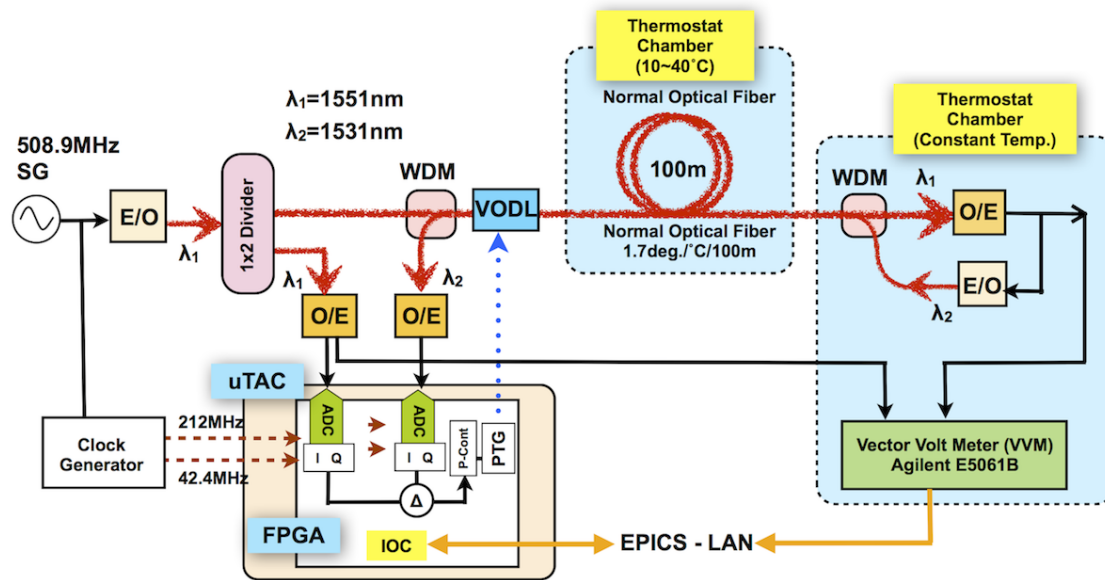 Thermostat
Chamber
(10~40˚C)
Normal Optical Fiber
100m
Normal Optical Fiber
1.7deg./˚C/100m
Thermostat
Chamber
(Constant Temp.)
λ₁=1551nm
λ₂=1531nm
508.9MHz
SG
E/O
λ₁
1x2 Divider
WDM
VODL
WDM
λ₁
O/E
E/O
λ₂
λ₁
λ₂
O/E
O/E
uTAC
ADC
ADC
212MHz
42.4MHz
Clock
Generator
I Q
I Q
P-Cont
PTG
Δ
Vector Volt Meter (VVM)
Agilent E5061B
FPGA
IOC
EPICS - LAN